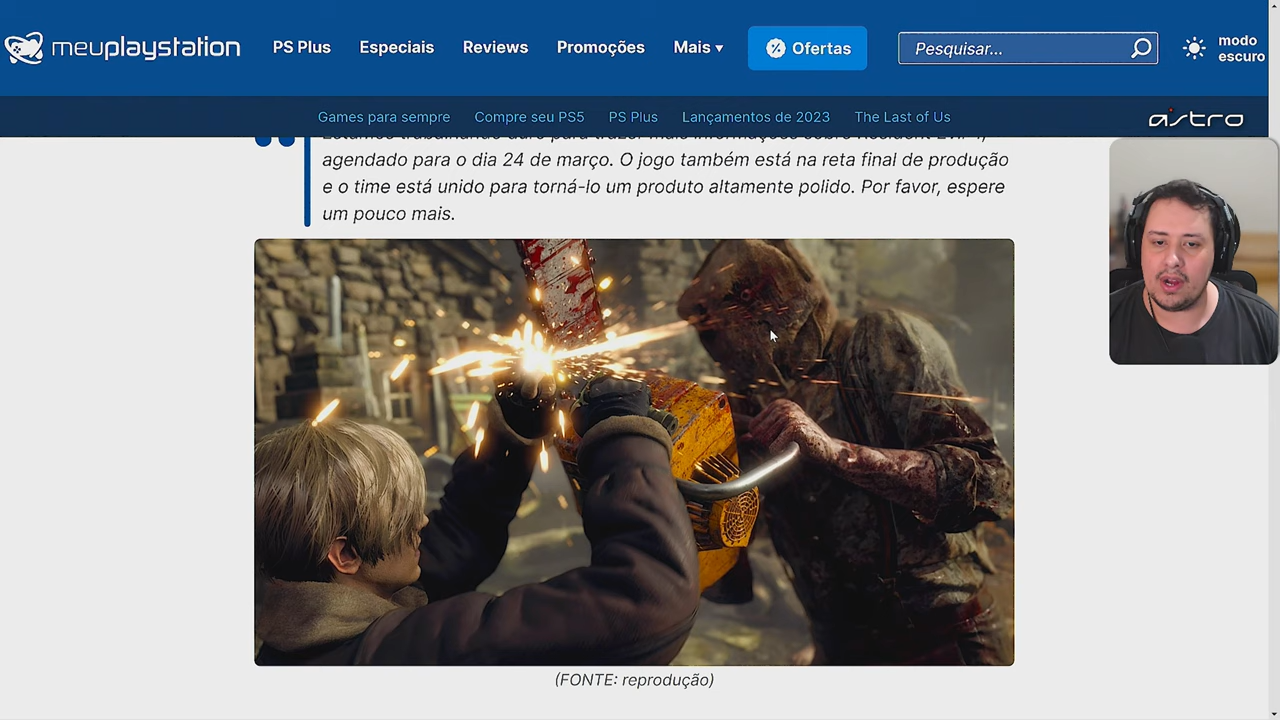 meuplaystation
PS Plus
Especiais
Reviews
Promoções
Mais ▾
Ofertas
Pesquisar...
modo
escuro
Games para sempre
Compre seu PS5
PS Plus
Lançamentos de 2023
The Last of Us
astro
agendado para o dia 24 de março. O jogo também está na reta final de produção
e o time está unido para torná-lo um produto altamente polido. Por favor, espere
um pouco mais.
(FONTE: reprodução)